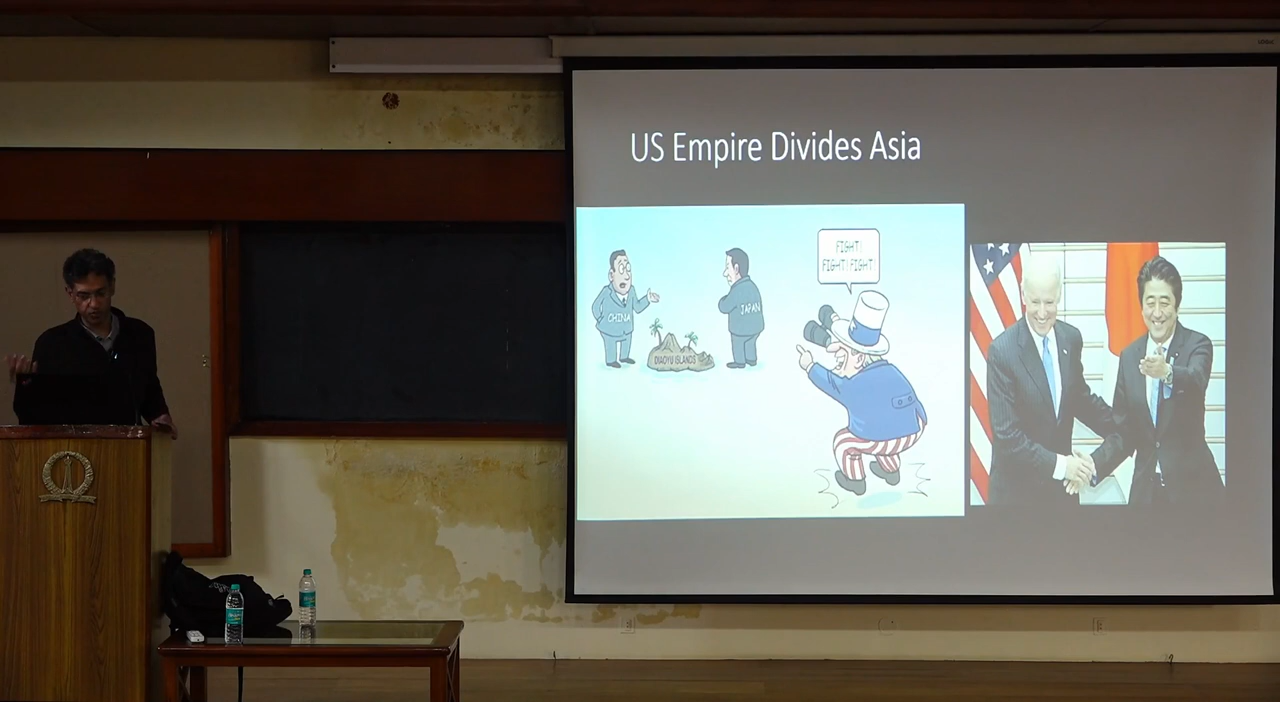 US Empire Divides Asia
FIGHT!
FIGHT! FIGHT!
CHINA
JAPAN
DIAOYU ISLANDS